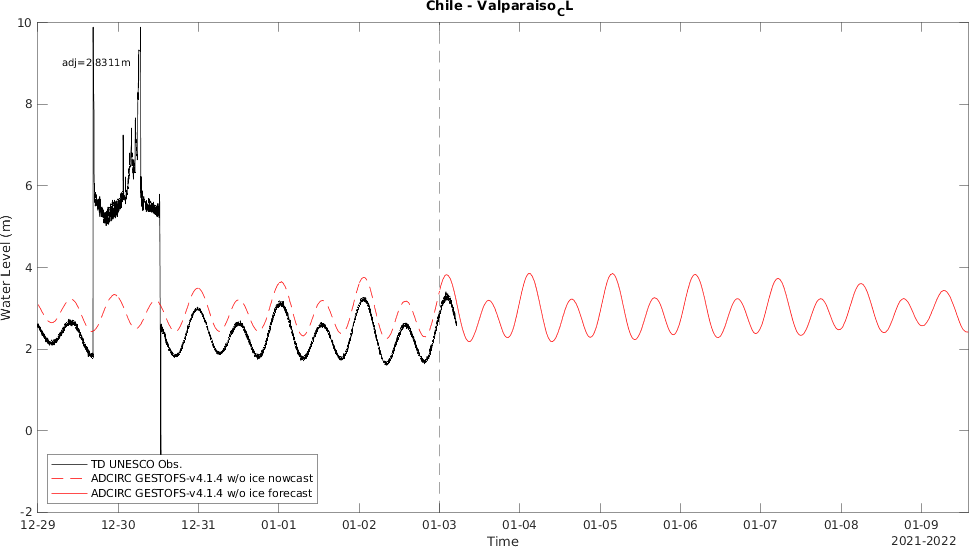 Chile - Valparaiso_CL
10
adj=2.8311m
8
6
4
2
0
-2
Water Level (m)
TD UNESCO Obs.
ADCIRC GESTOFS-v4.1.4 w/o ice nowcast
ADCIRC GESTOFS-v4.1.4 w/o ice forecast
12-29 12-30 12-31 01-01 01-02 01-03 01-04 01-05 01-06 01-07 01-08 01-09
Time
2021-2022